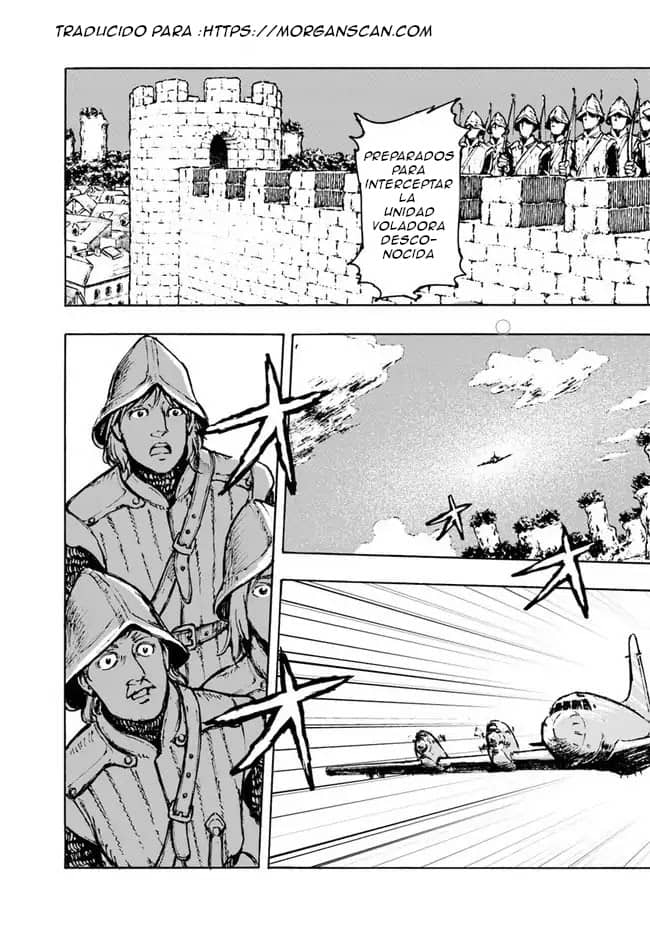 TRADUCIDO PARA :HTTPS://MORGANSCAN.COM
PREPARADOS
PARA
INTERCEPTAR
LA
UNIDAD
VOLADORA
DESCO-
NOCIDA